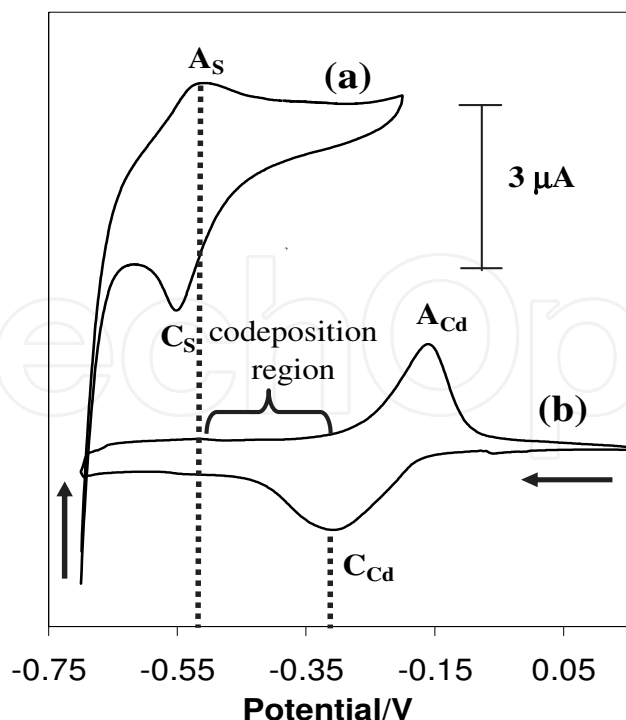 A_S
(a)
3 μA
C_S
codeposition
region
A_Cd
(b)
C_Cd
-0.75 -0.55 -0.35 -0.15 0.05
Potential/V